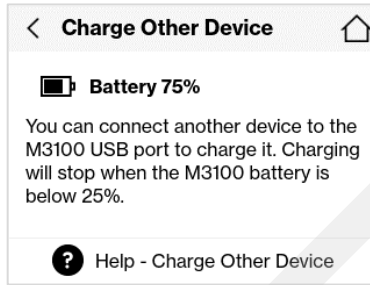 Charge Other Device
Battery 75%
You can connect another device to the
M3100 USB port to charge it. Charging
will stop when the M3100 battery is
below 25%.
? Help - Charge Other Device